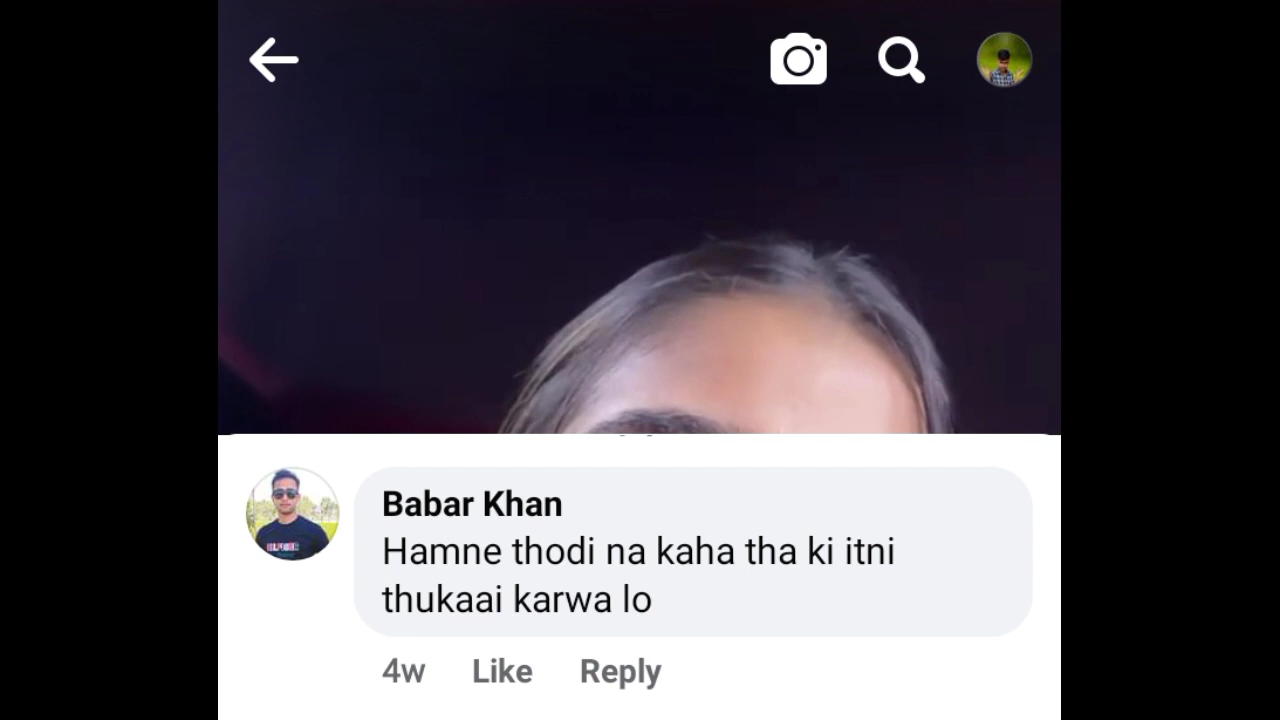 Babar Khan
Hamne thodi na kaha tha ki itni
thukaai karwa lo
4w Like Reply